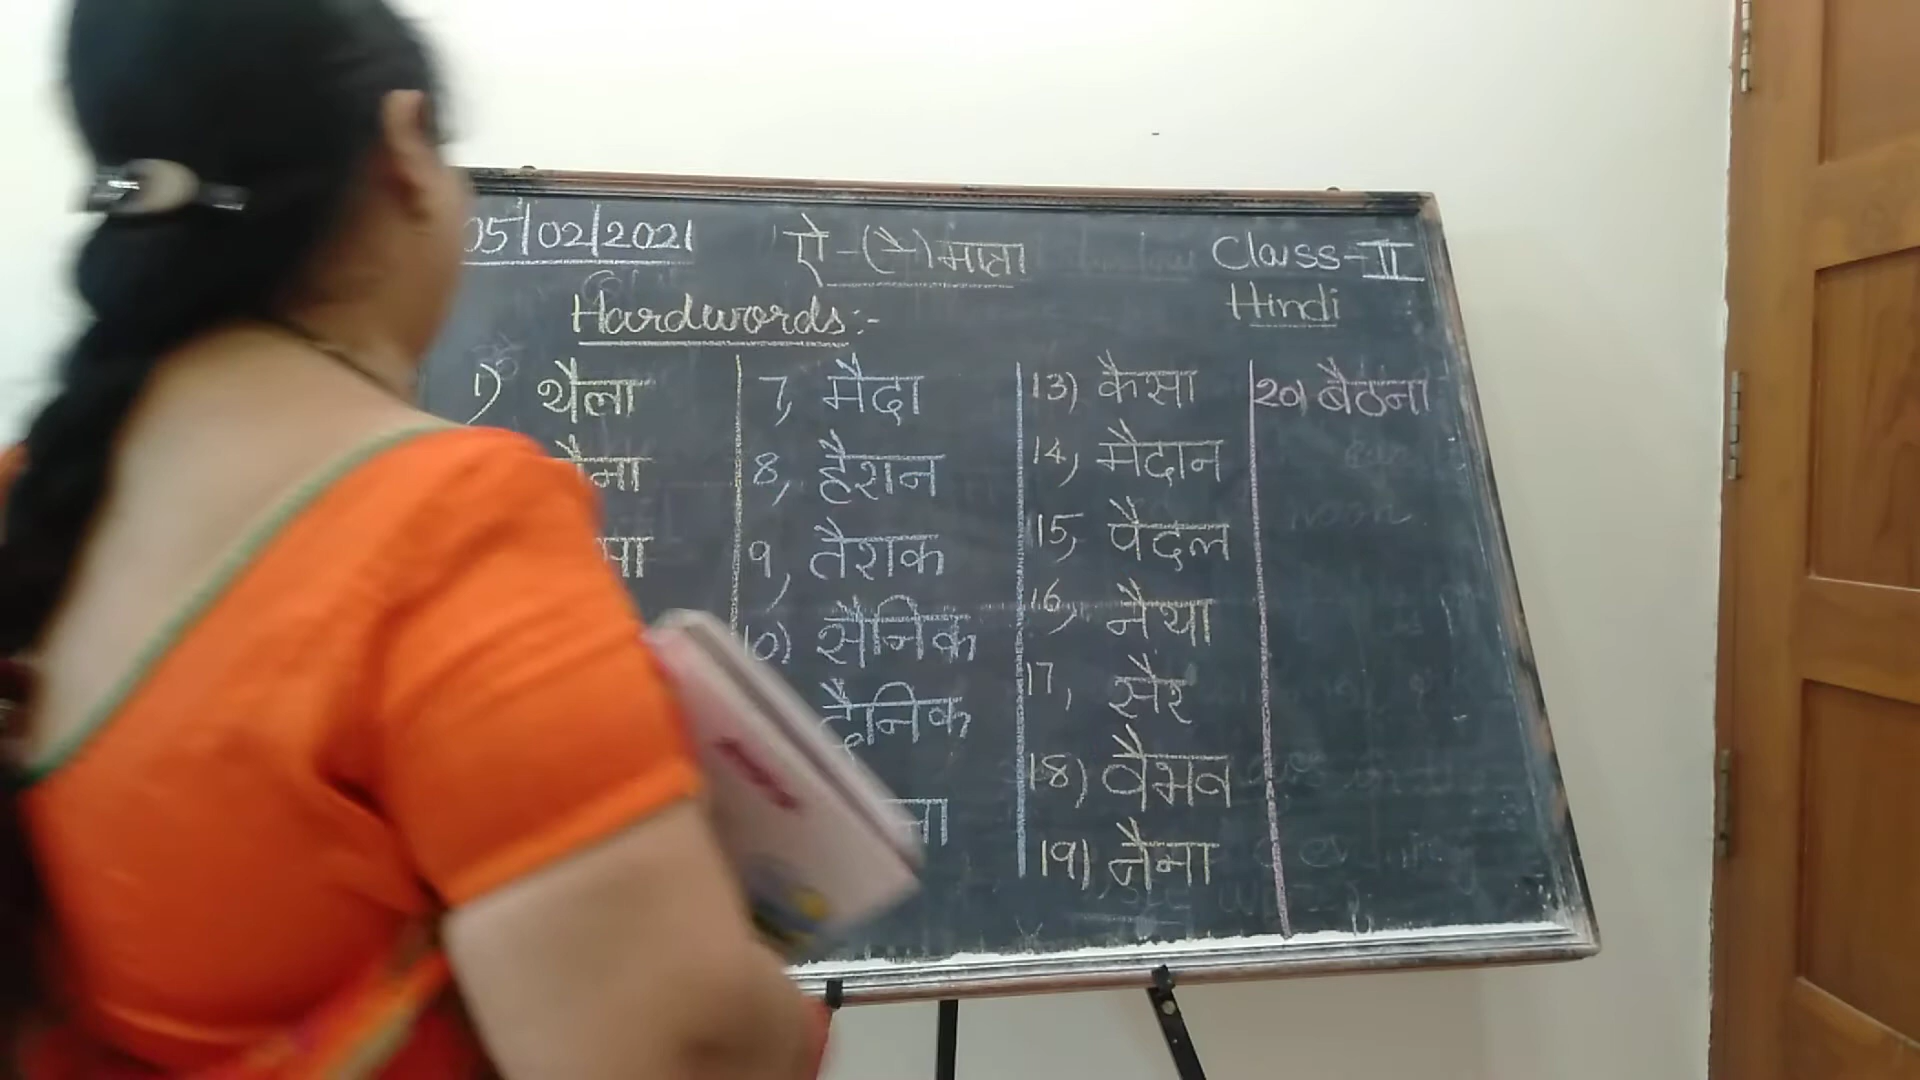 05/02/2021
ऐ-(ै) मात्रा
Class-II
Hindi
Hardwords:-
1) थैला
7, मैदा
8, हैरान
9, तैराक
10) सैनिक
दैनिक
13) कैसा
14, मैदान
15, पैदल
16, नैया
17, सैर
18) वैभव
19) नैना
20) बैठना